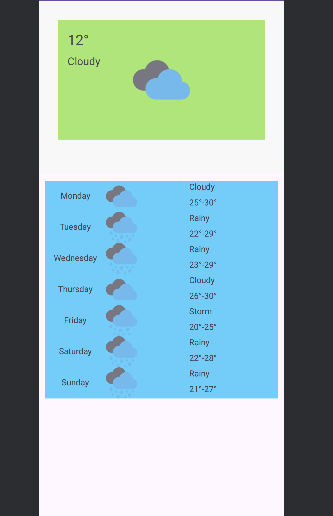 12°
Cloudy
Monday
Cloudy
25°-30°
Tuesday
Rainy
22°-29°
Wednesday
Rainy
23°-29°
Thursday
Cloudy
26°-30°
Friday
Storm
20°-25°
Saturday
Rainy
22°-28°
Sunday
Rainy
21°-27°